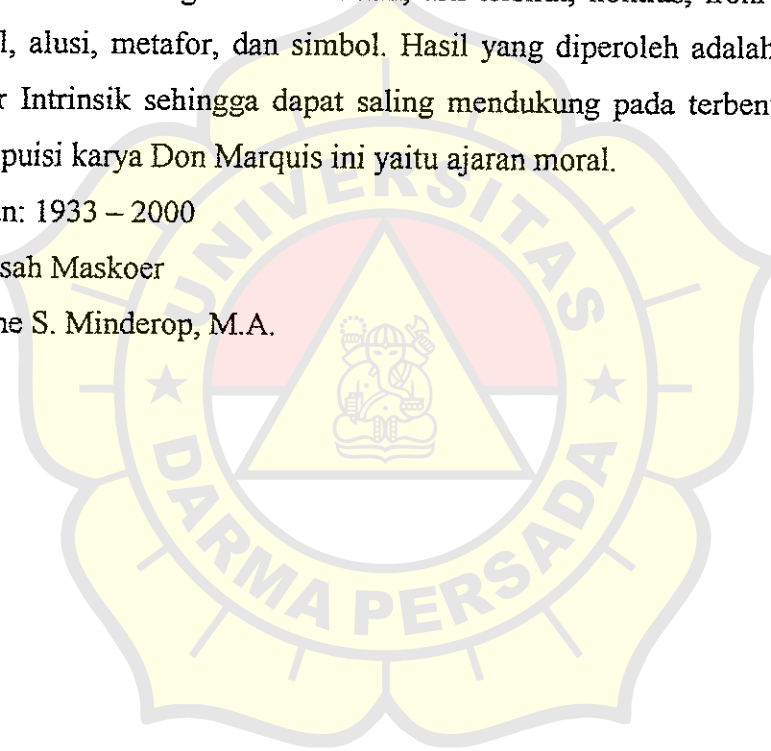 l, alusi, metafor, dan simbol. Hasil yang diperoleh adalah
r Intrinsik sehingga dapat saling mendukung pada terben
puisi karya Don Marquis ini yaitu ajaran moral.
n: 1933 – 2000
sah Maskoer
ne S. Minderop, M.A.
UNIVERSITAS
DARMA PERSADA